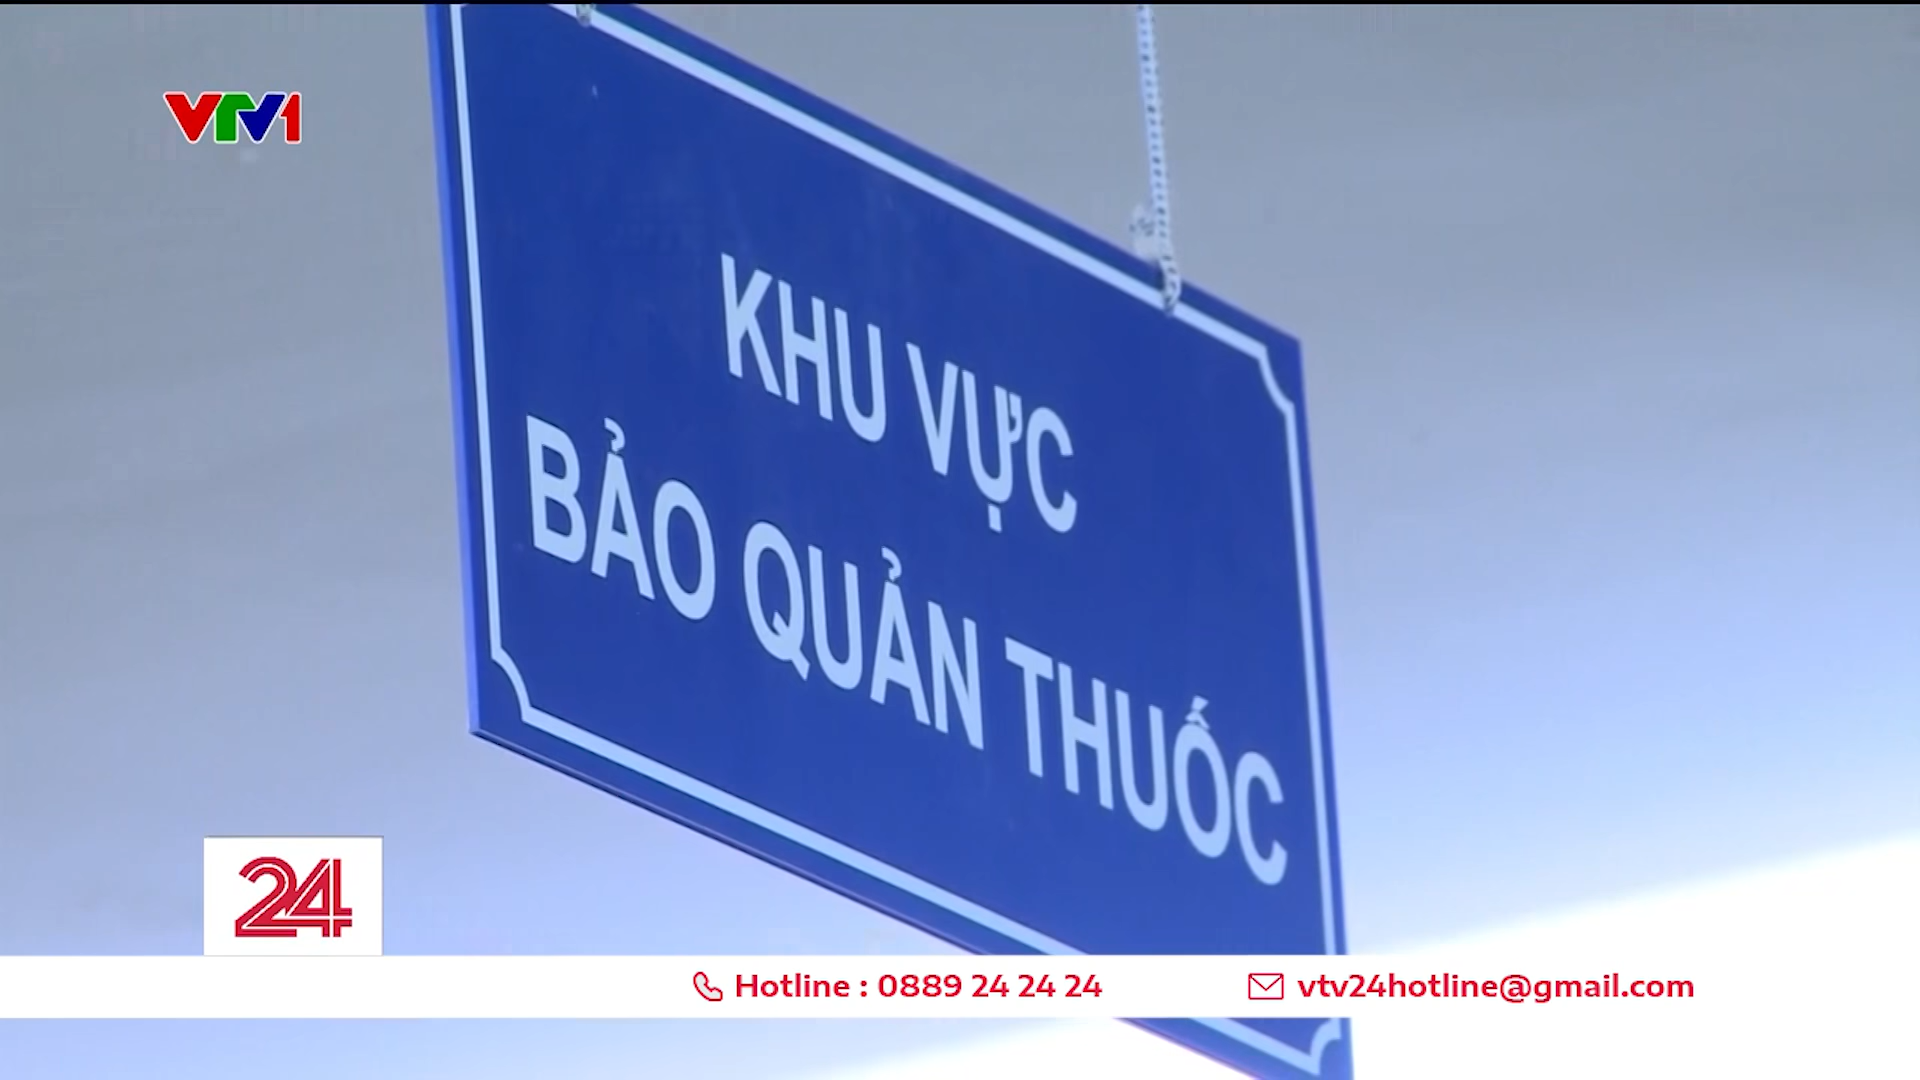 VTV1
KHU VỰC
BẢO QUẢN THUỐC
24
Hotline : 0889 24 24 24
vtv24hotline@gmail.com